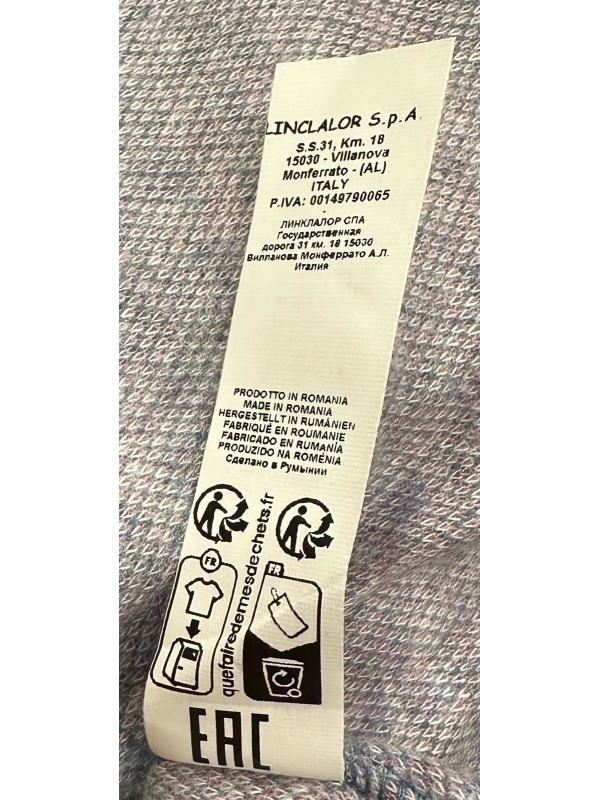 LINCLALOR S.p.A.
S.S.31, Km. 18
15030 - Villanova
Monferrato - (AL)
ITALY
P.IVA: 00149790065
-
ЛИНКЛАЛОР СПА
Государственная
дорога 31 км. 18 15030
Вилланова Монферрато А.Л.
Италия
PRODOTTO IN ROMANIA
MADE IN ROMANIA
HERGESTELLT IN RUMÄNIEN
FABRIQUÉ EN ROUMANIE
FABRICADO EN RUMANÍA
PRODUZIDO NA ROMÉNIA
Сделано в Румынии
FR
quefairedemesdechets.fr
FR
EAC